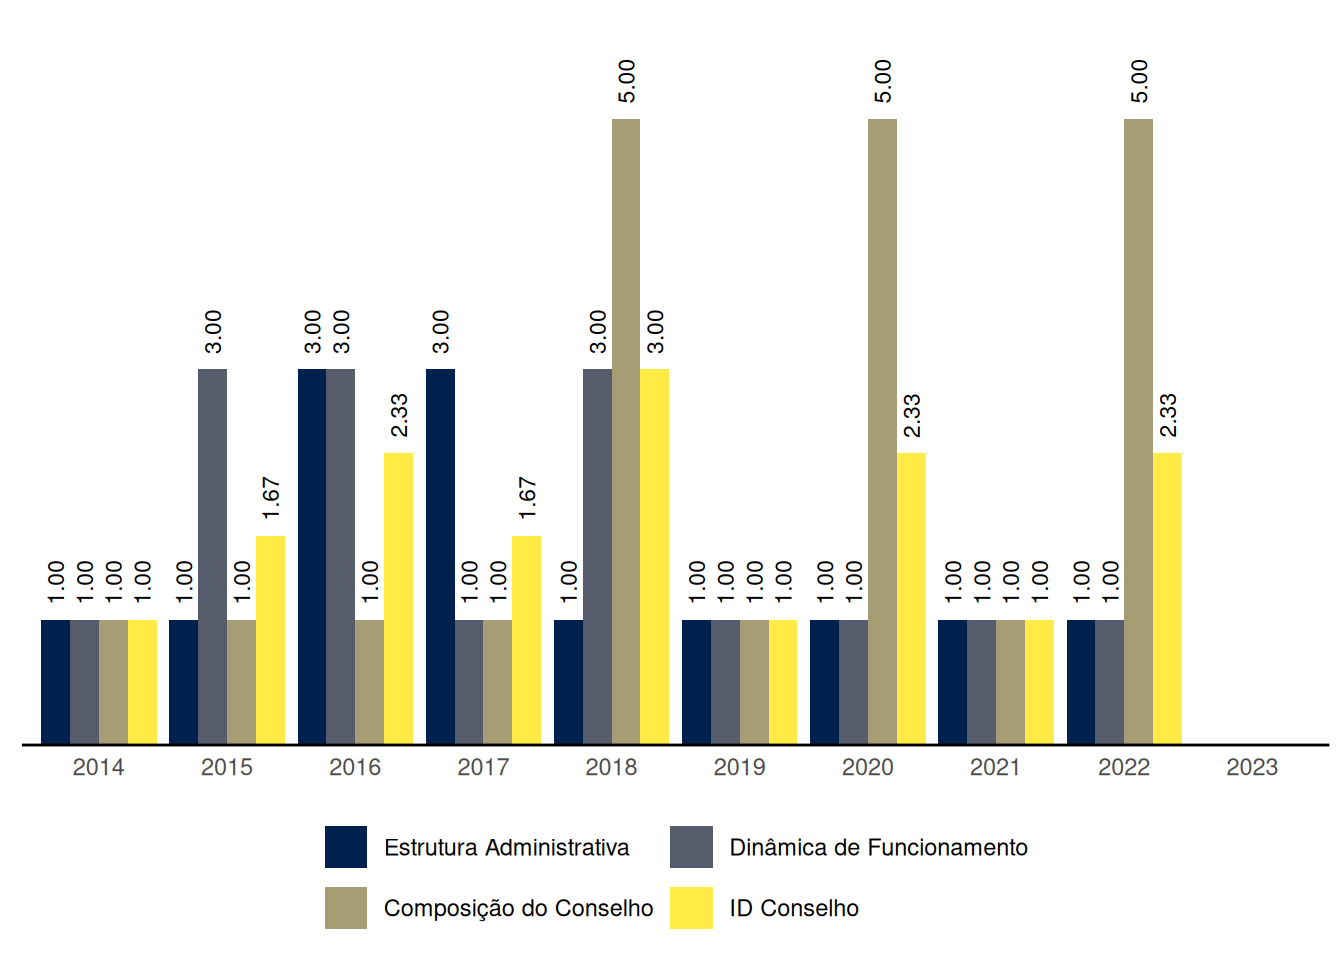 5.00 5.00 5.00
3.00 3.00 3.00 3.00 3.00 3.00
2.33 2.33 2.33
1.67 1.67
1.00 1.00 1.00 1.00 1.00 1.00 1.00 1.00 1.00 1.00 1.00 1.00 1.00 1.00 1.00 1.00 1.00 1.00 1.00 1.00 1.00 1.00
2014 2015 2016 2017 2018 2019 2020 2021 2022 2023
Estrutura Administrativa Dinâmica de Funcionamento
Composição do Conselho ID Conselho